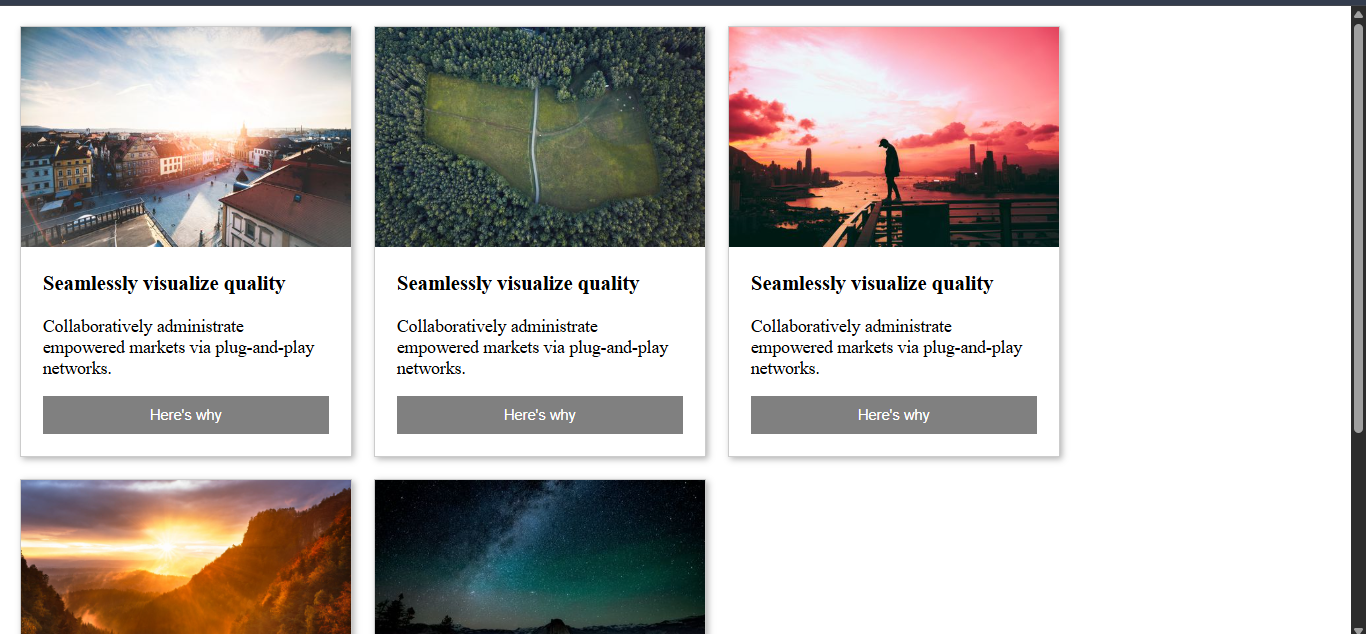 Seamlessly visualize quality
Collaboratively administrate
empowered markets via plug-and-play
networks.
Here's why
Seamlessly visualize quality
Collaboratively administrate
empowered markets via plug-and-play
networks.
Here's why
Seamlessly visualize quality
Collaboratively administrate
empowered markets via plug-and-play
networks.
Here's why